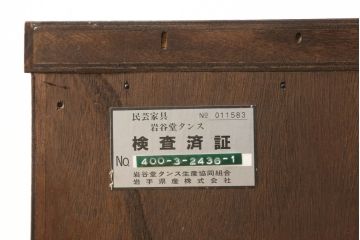 民芸家具 № 011583
岩谷堂タンス
検査済証
No. 400-3-2436-1
岩谷堂タンス生産協同組合
岩手県産株式会社